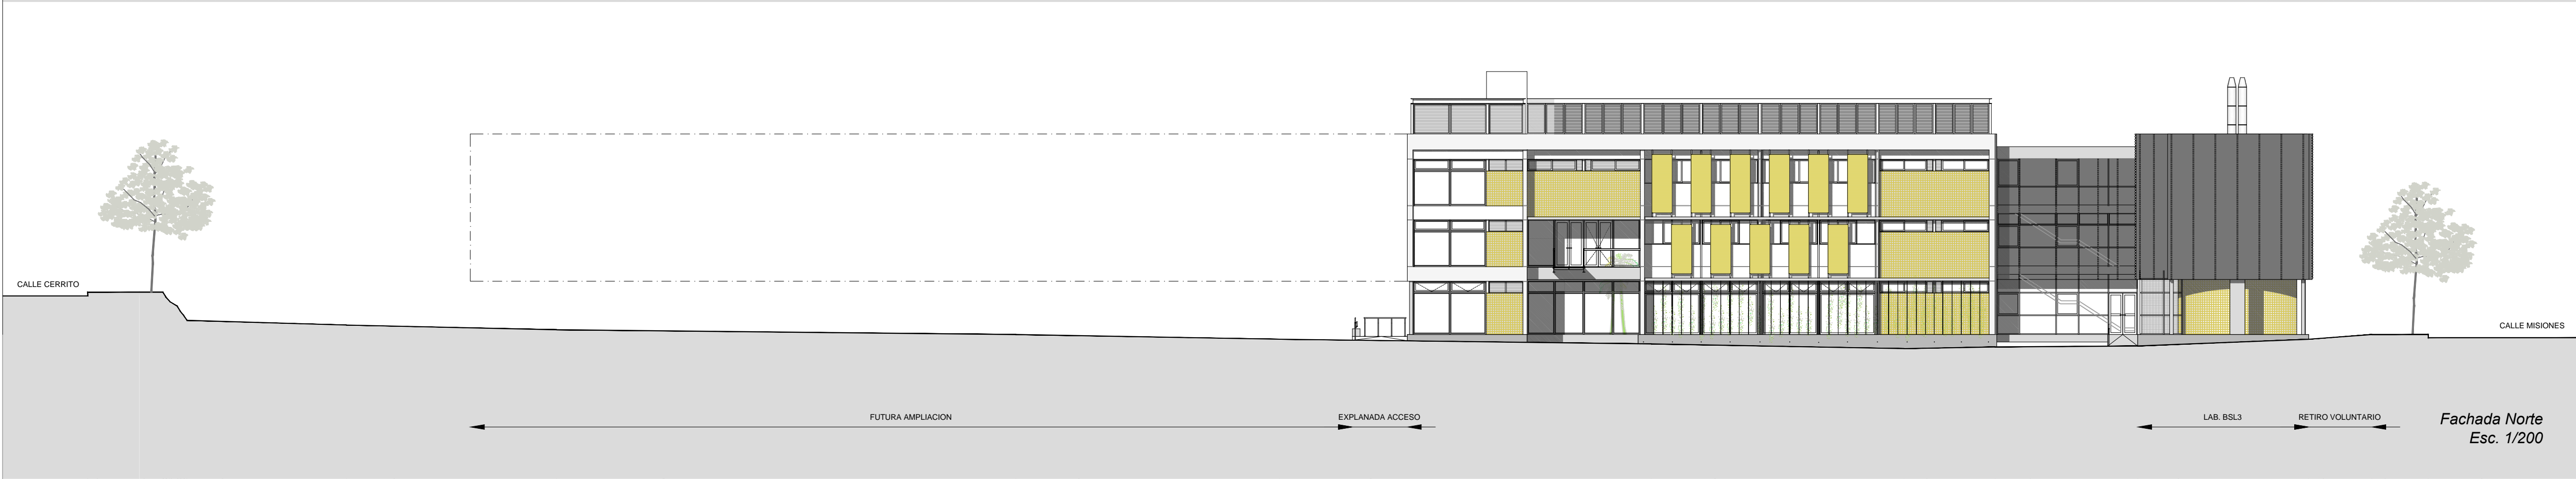 CALLE CERRITO
CALLE MISIONES
FUTURA AMPLIACION
EXPLANADA ACCESO
LAB. BSL3
RETIRO VOLUNTARIO
Fachada Norte
Esc. 1/200